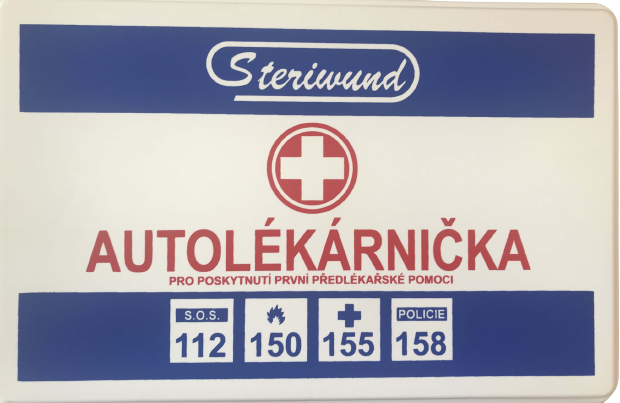 Steriwund
AUTOLÉKÁRNIČKA
PRO POSKYTNUTÍ PRVNÍ PŘEDLÉKAŘSKÉ POMOCI
S.O.S. POLICIE
112 150 155 158